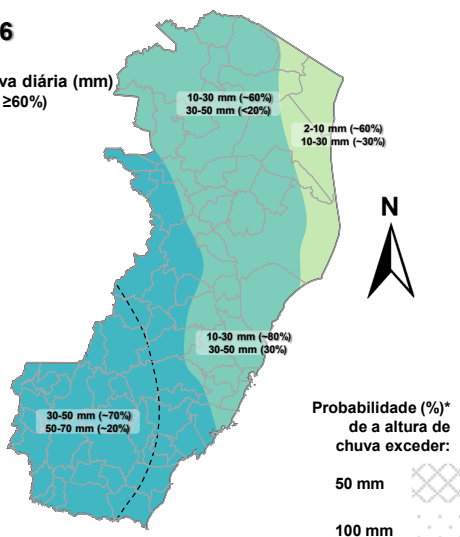 6
va diária (mm)
≥60%)
10-30 mm (~60%)
30-50 mm (<20%)
2-10 mm (~60%)
10-30 mm (~30%)
N
10-30 mm (~80%)
30-50 mm (30%)
30-50 mm (~70%)
50-70 mm (~20%)
Probabilidade (%)*
de a altura de
chuva exceder:
50 mm
100 mm